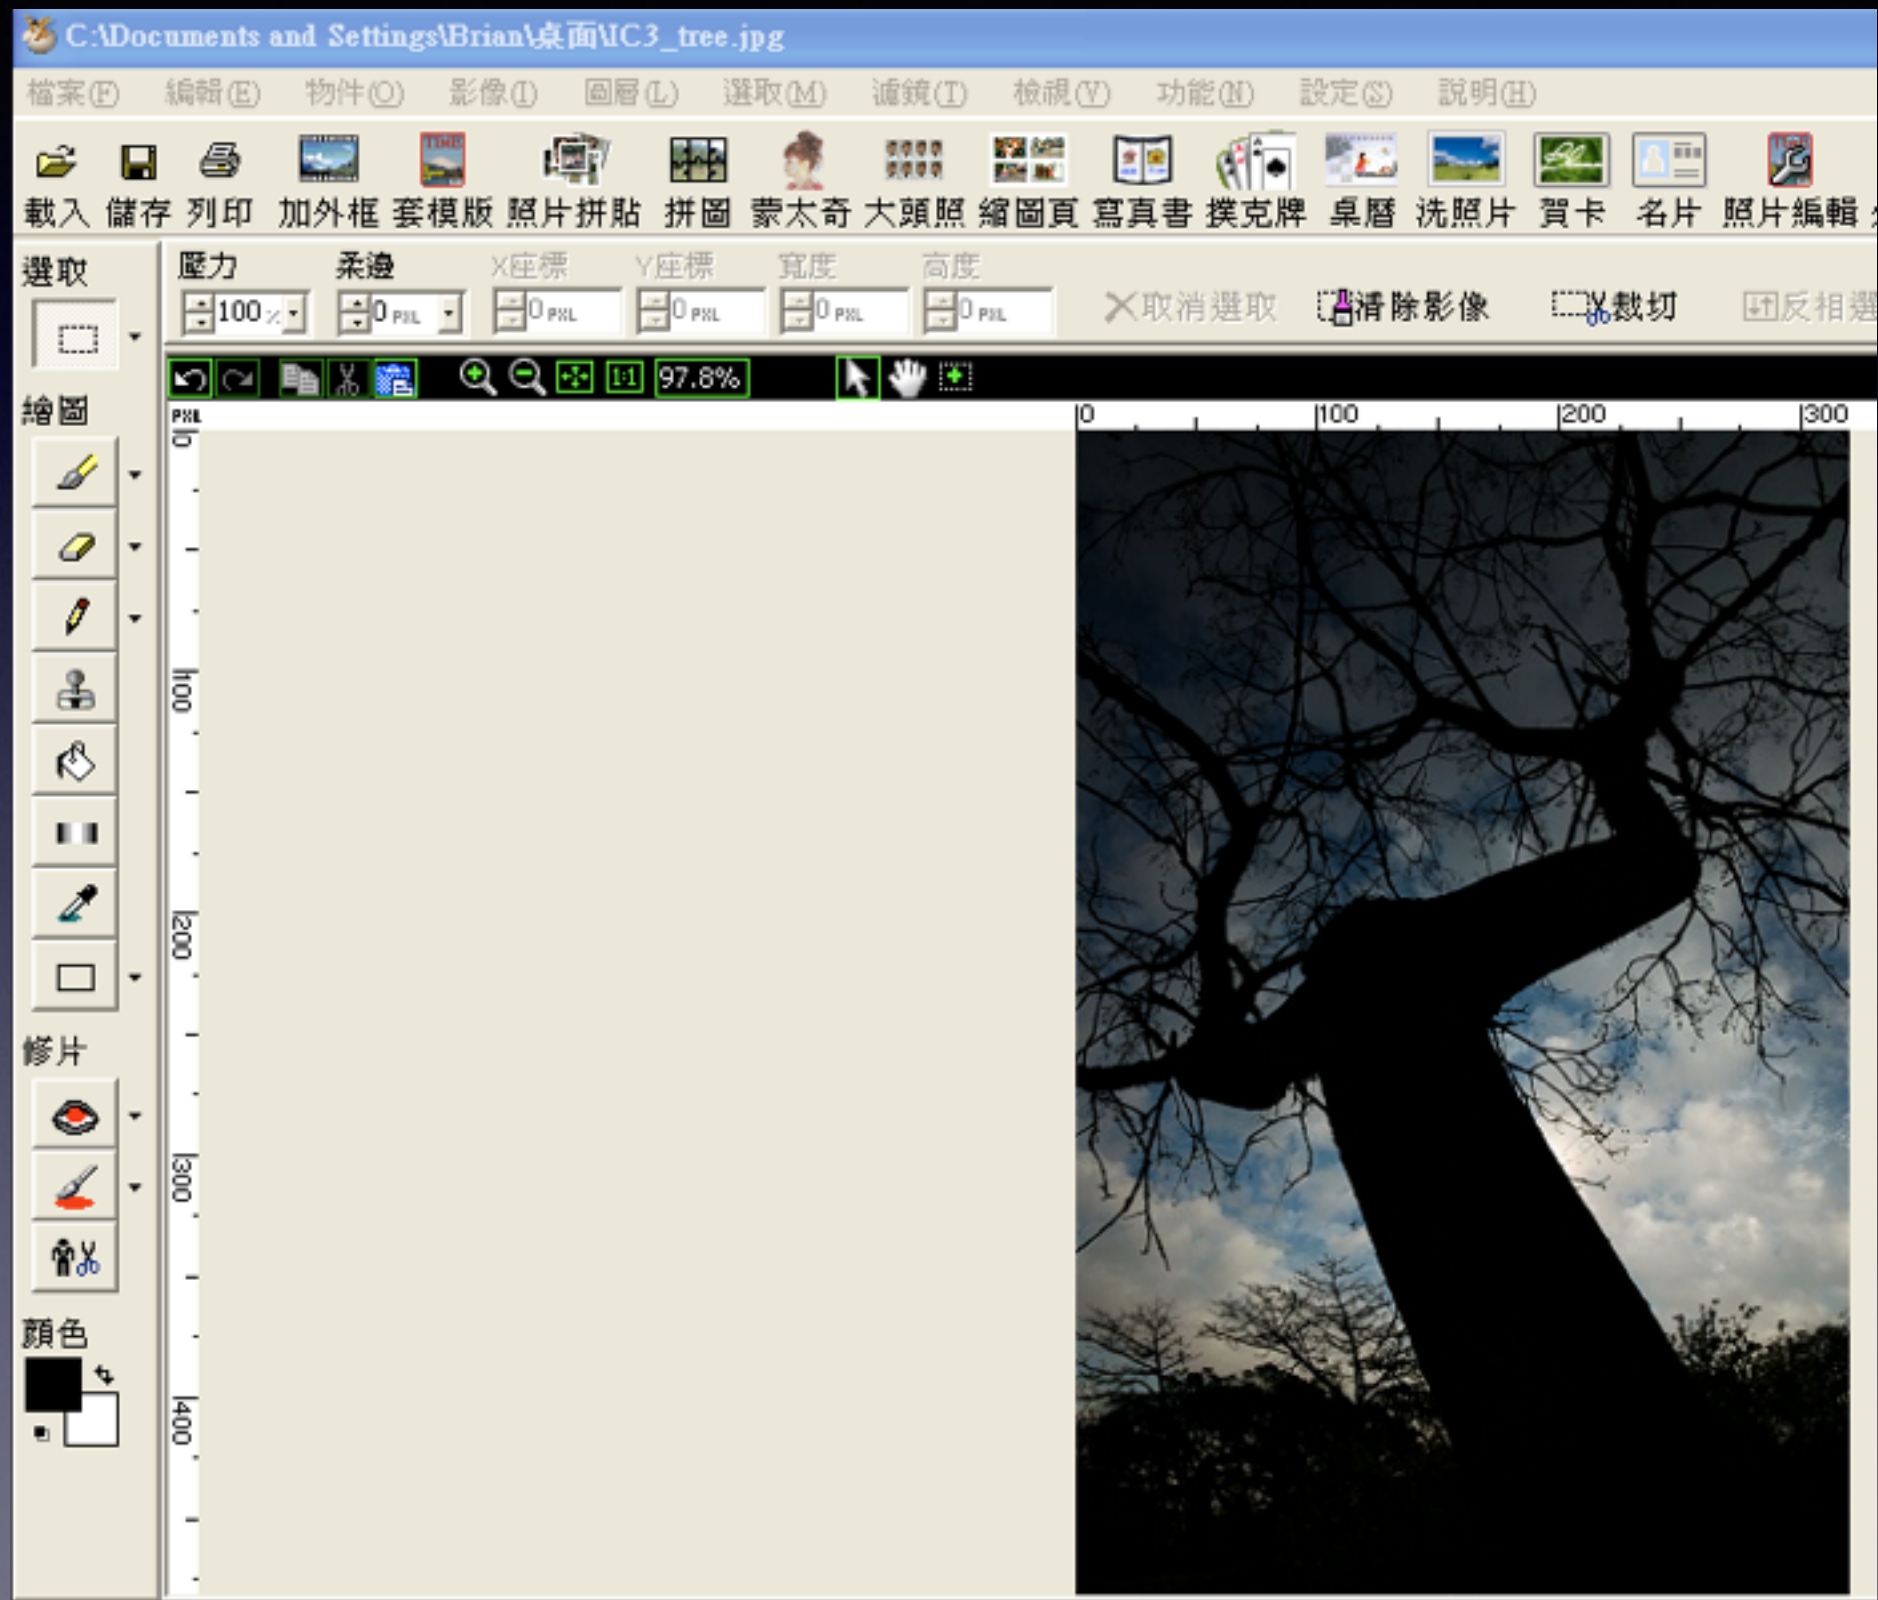 C:\Documents and Settings\Brian\桌面\IC3_tree.jpg
檔案(F) 編輯(E) 物件(O) 影像(I) 圖層(L) 選取(M) 濾鏡(T) 檢視(V) 功能(N) 設定(S) 說明(H)
TIME
載入 儲存 列印 加外框 套模版 照片拼貼 拼圖 蒙太奇 大頭照 縮圖頁 寫真書 撲克牌 桌曆 洗照片 賀卡 名片 照片編輯
選取 壓力 柔邊 X座標 Y座標 寬度 高度
100 % 0 PXL 0 PXL 0 PXL 0 PXL 0 PXL 取消選取 清除影像 裁切 反相選
1:1 97.8%
繪圖
PXL 0 100 200 300
0
100
200
300
400
修片
顏色